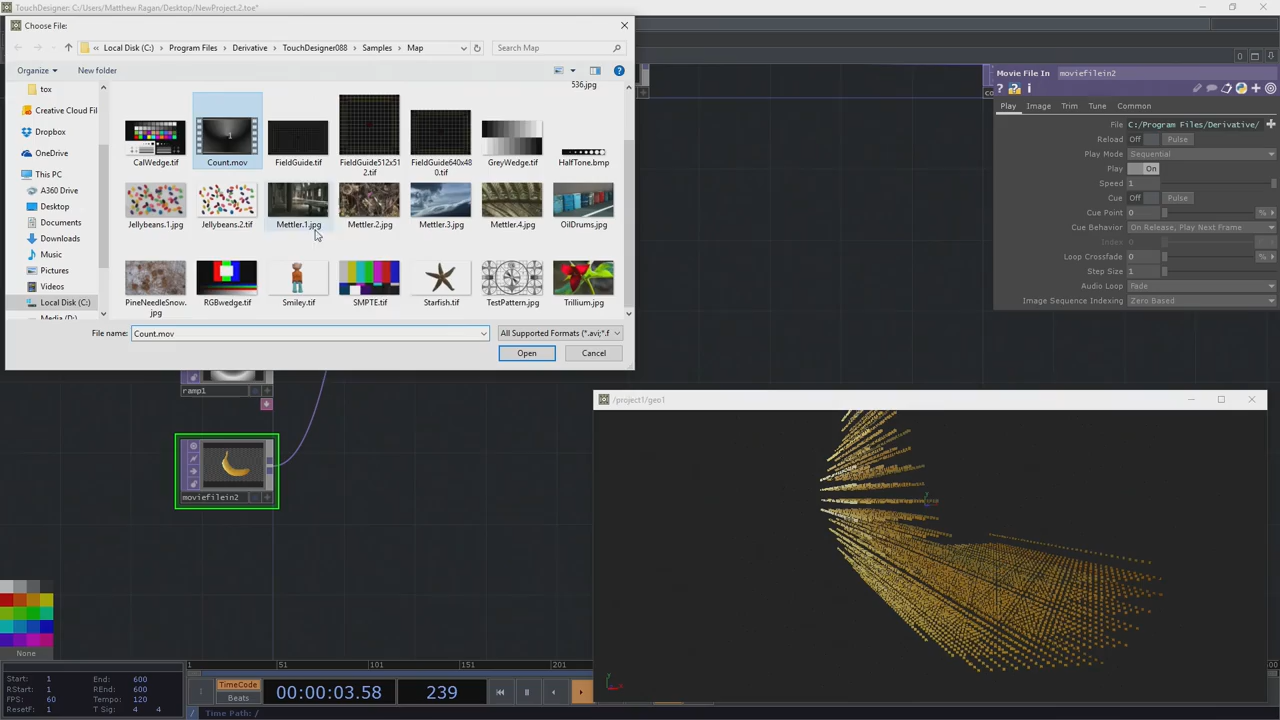 TouchDesigner: C:/Users/Matthew Ragan/Desktop/NewProject.2.toe*
Choose File:
Local Disk (C:) Program Files Derivative TouchDesigner088 Samples Map
Search Map
Organize
New folder
536.jpg
tox
Creative Cloud Fil
Dropbox
OneDrive
This PC
A360 Drive
Desktop
Documents
Downloads
Music
Pictures
Videos
Local Disk (C:)
Media (D:)
CalWedge.tif
Count.mov
FieldGuide.tif
FieldGuide512x51
2.tif
FieldGuide640x48
0.tif
GreyWedge.tif
HalfTone.bmp
Jellybeans.1.jpg
Jellybeans.2.tif
Mettler.1.jpg
Mettler.2.jpg
Mettler.3.jpg
Mettler.4.jpg
OilDrums.jpg
PineNeedleSnow.
jpg
RGBwedge.tif
Smiley.tif
SMPTE.tif
Starfish.tif
TestPattern.jpg
Trillium.jpg
File name:
Count.mov
All Supported Formats (*.avi;*.f
Open
Cancel
Movie File In
moviefilein2
Play
Image
Trim
Tune
Common
File C:/Program Files/Derivative/
Reload Off Pulse
Play Mode Sequential
Play On
Speed 1
Cue Off Pulse
Cue Point 0 %
Cue Behavior On Release, Play Next Frame
Index 0
Loop Crossfade 0 %
Step Size 1
Audio Loop Fade
Image Sequence Indexing Zero Based
ramp1
moviefilein2
/project1/geo1
None
1 51 101 151 201
Start: 1 End: 600
RStart: 1 REnd: 600
FPS: 60 Tempo: 120
ResetF: 1 T Sig: 4 4
TimeCode
Beats
00:00:03.58
239
/ Time Path: /